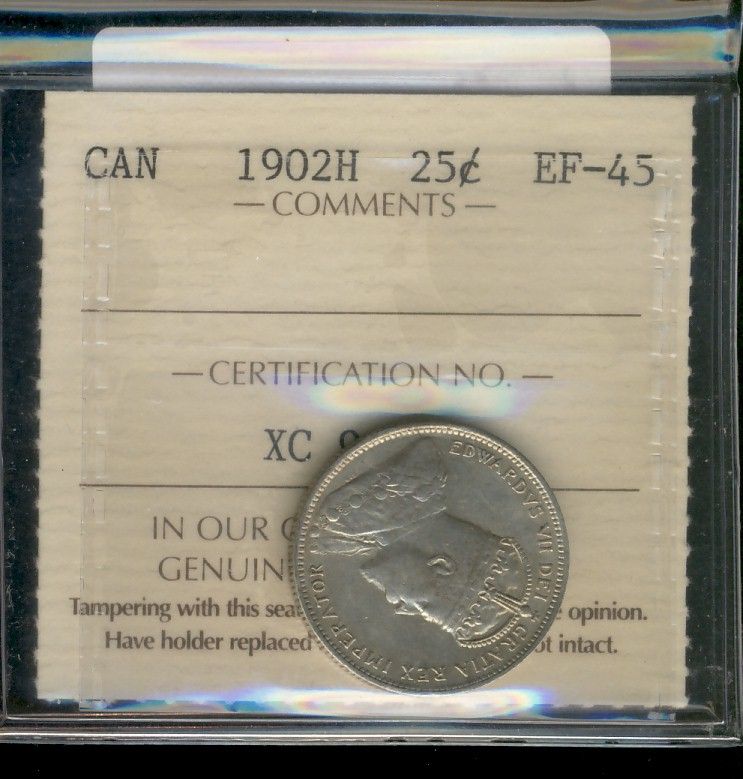 CAN 1902H 25¢ EF-45
— COMMENTS —
— CERTIFICATION NO. —
XC
IN OUR
GENUIN
Tampering with this sea
e opinion.
Have holder replaced
ot intact.
EDWARDVS VII DEI GRATIA REX IMPERATOR